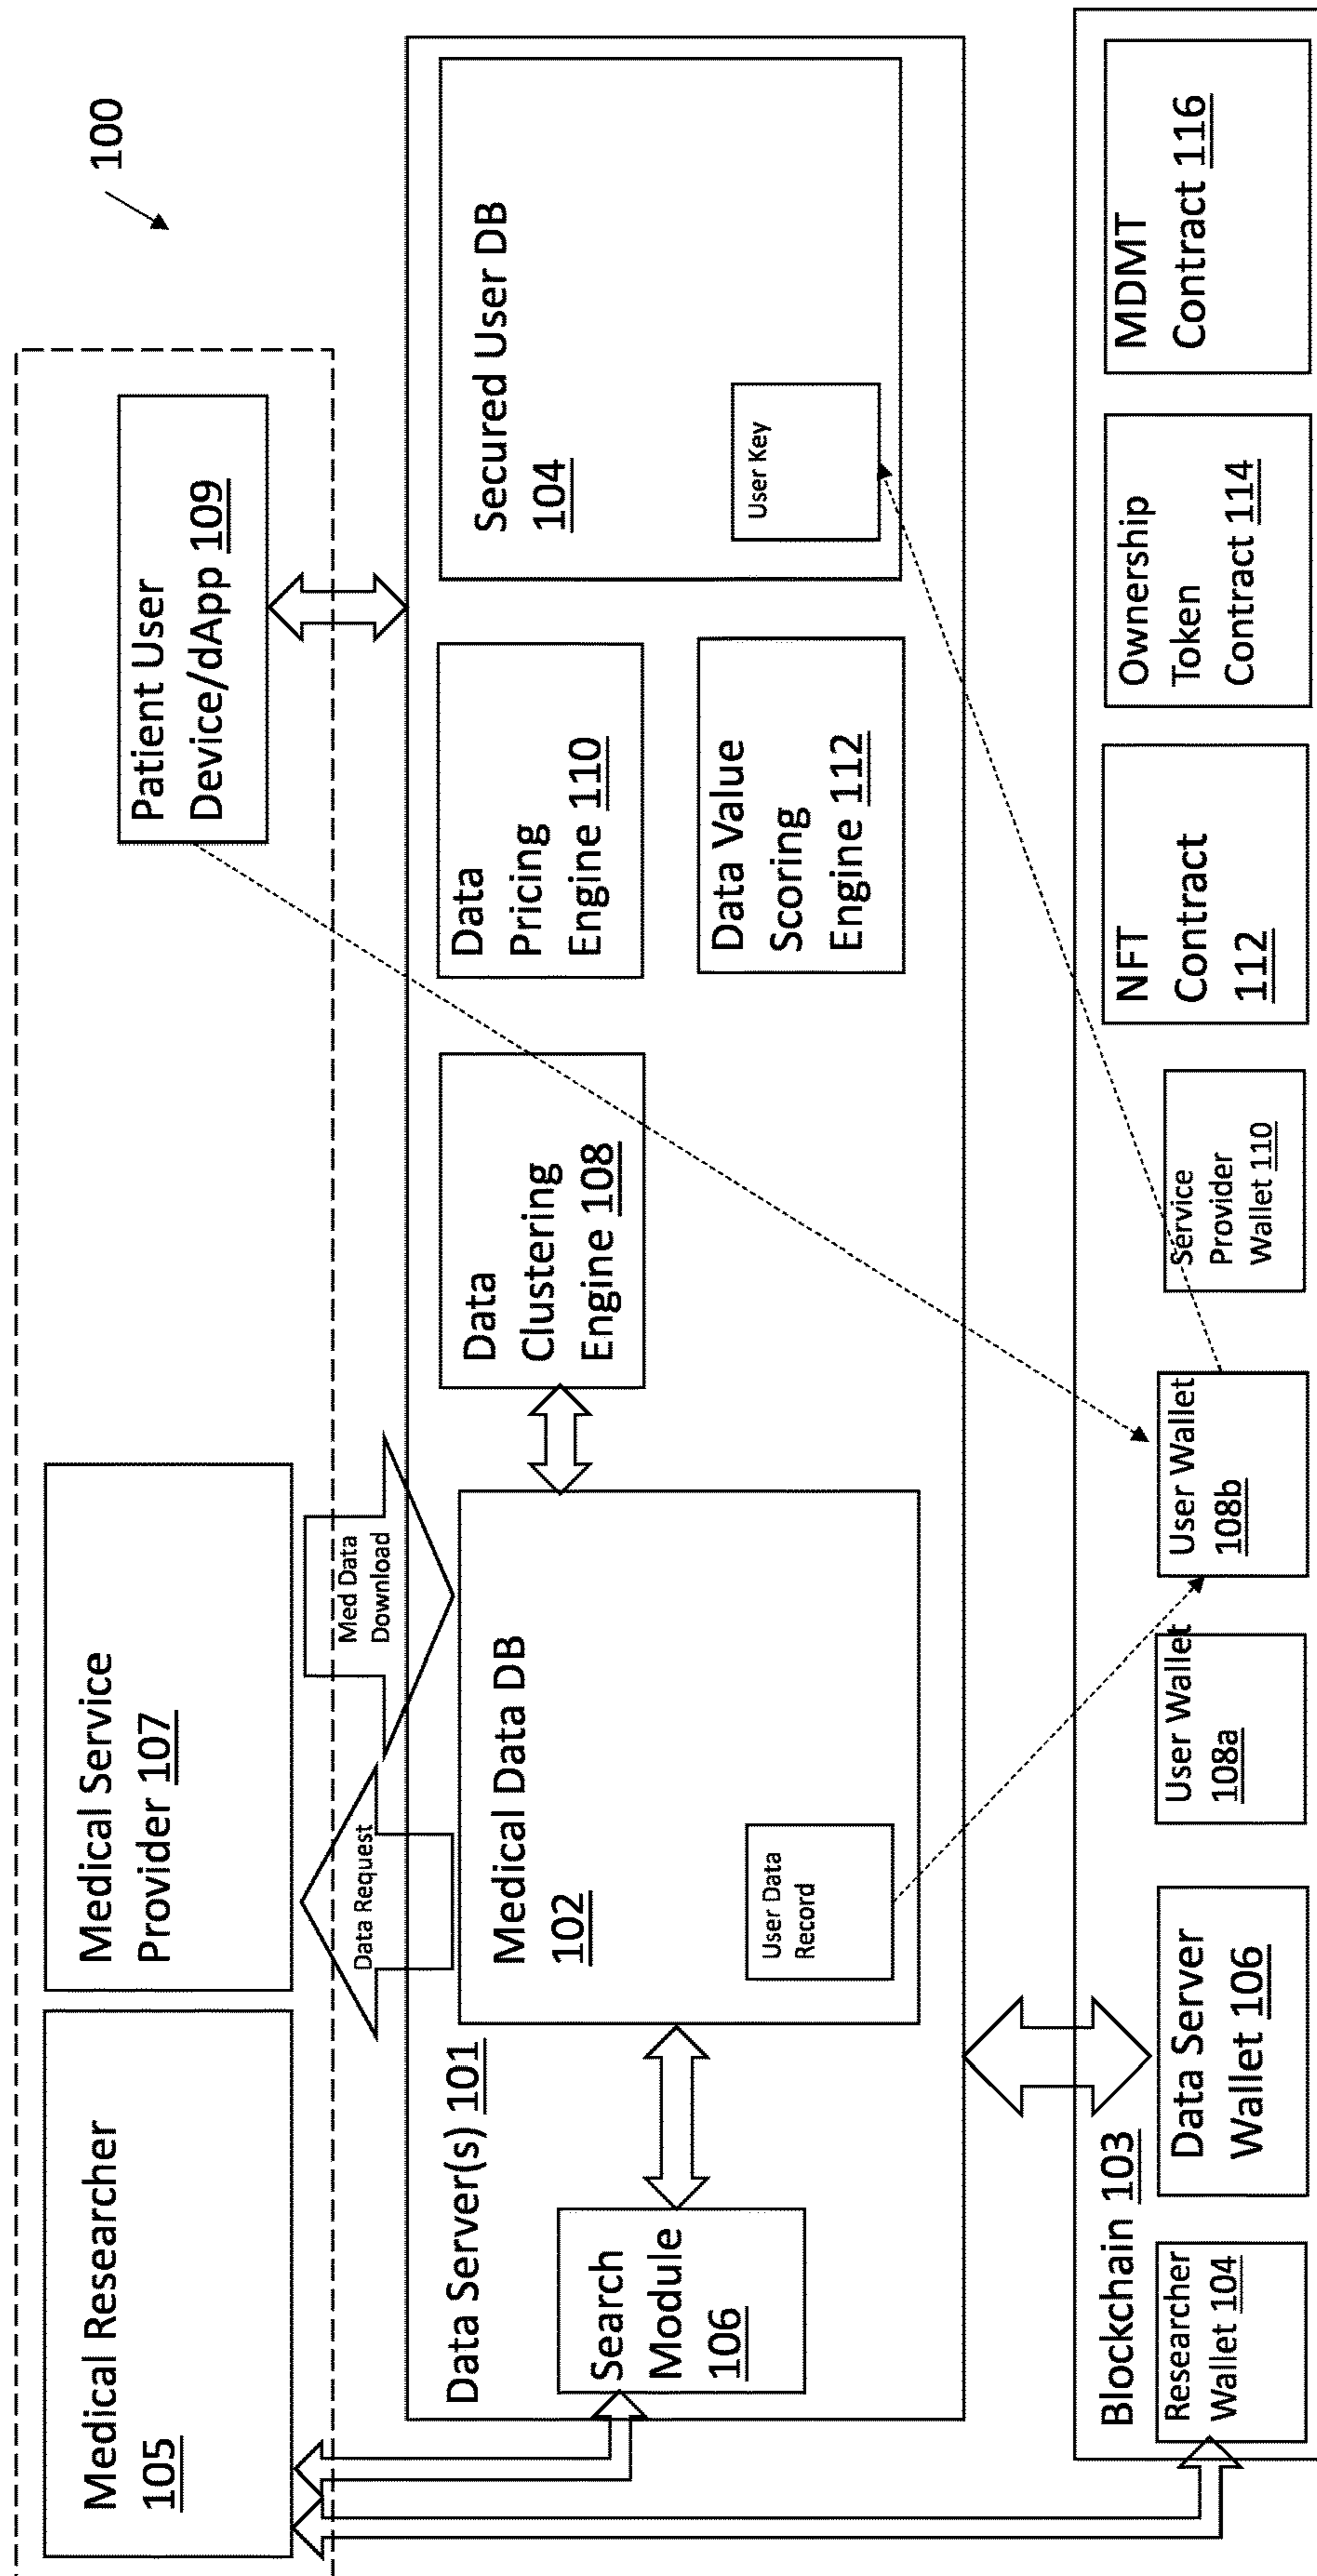 100
Medical Researcher
105
Medical Service
Provider 107
Patient User
Device/dApp 109
Data Request
Med Data
Download
Data Server(s) 101
Search
Module
106
Medical Data DB
102
User Data
Record
Data
Clustering
Engine 108
Data
Pricing
Engine 110
Data Value
Scoring
Engine 112
Secured User DB
104
User Key
Blockchain 103
Researcher
Wallet 104
Data Server
Wallet 106
User Wallet
108a
User Wallet
108b
Service
Provider
Wallet 110
NFT
Contract
112
Ownership
Token
Contract 114
MDMT
Contract 116